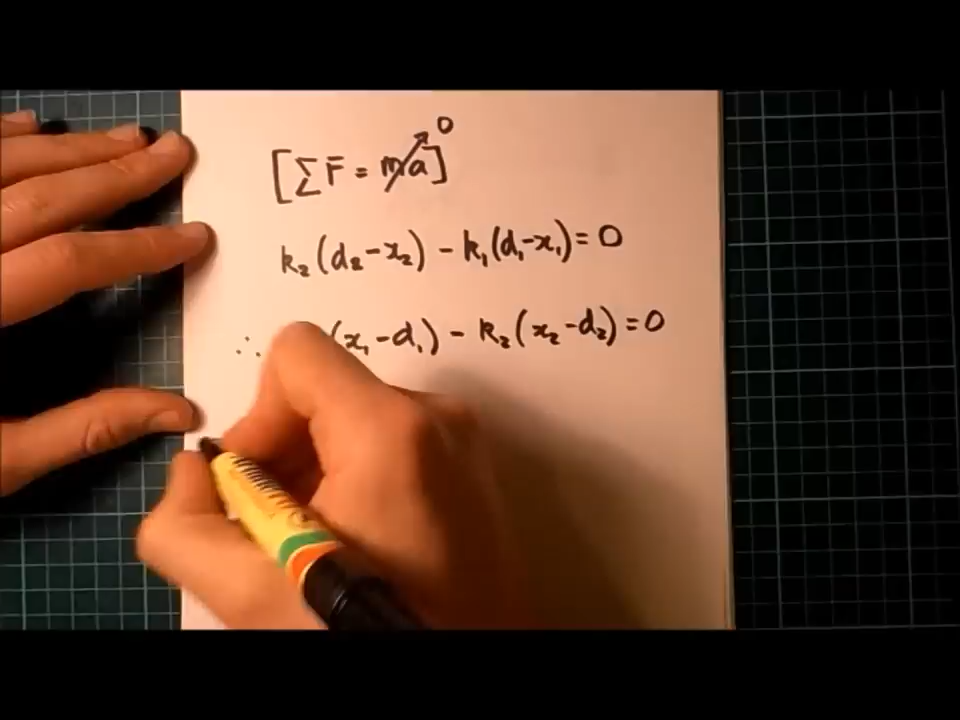 [ΣF = ma]⁰
k₂(d₂-x₂) - k₁(d₁-x₁) = 0
∴ (x₁-d₁) - k₂(x₂-d₂) = 0